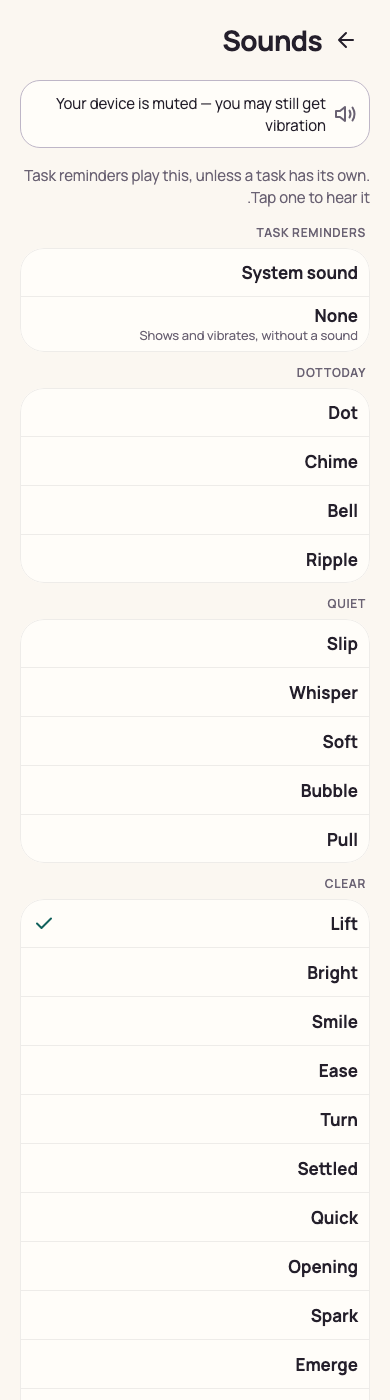 Sounds
Your device is muted — you may still get
vibration
Task reminders play this, unless a task has its own.
.Tap one to hear it
TASK REMINDERS
System sound
None
Shows and vibrates, without a sound
DOTTODAY
Dot
Chime
Bell
Ripple
QUIET
Slip
Whisper
Soft
Bubble
Pull
CLEAR
Lift
Bright
Smile
Ease
Turn
Settled
Quick
Opening
Spark
Emerge